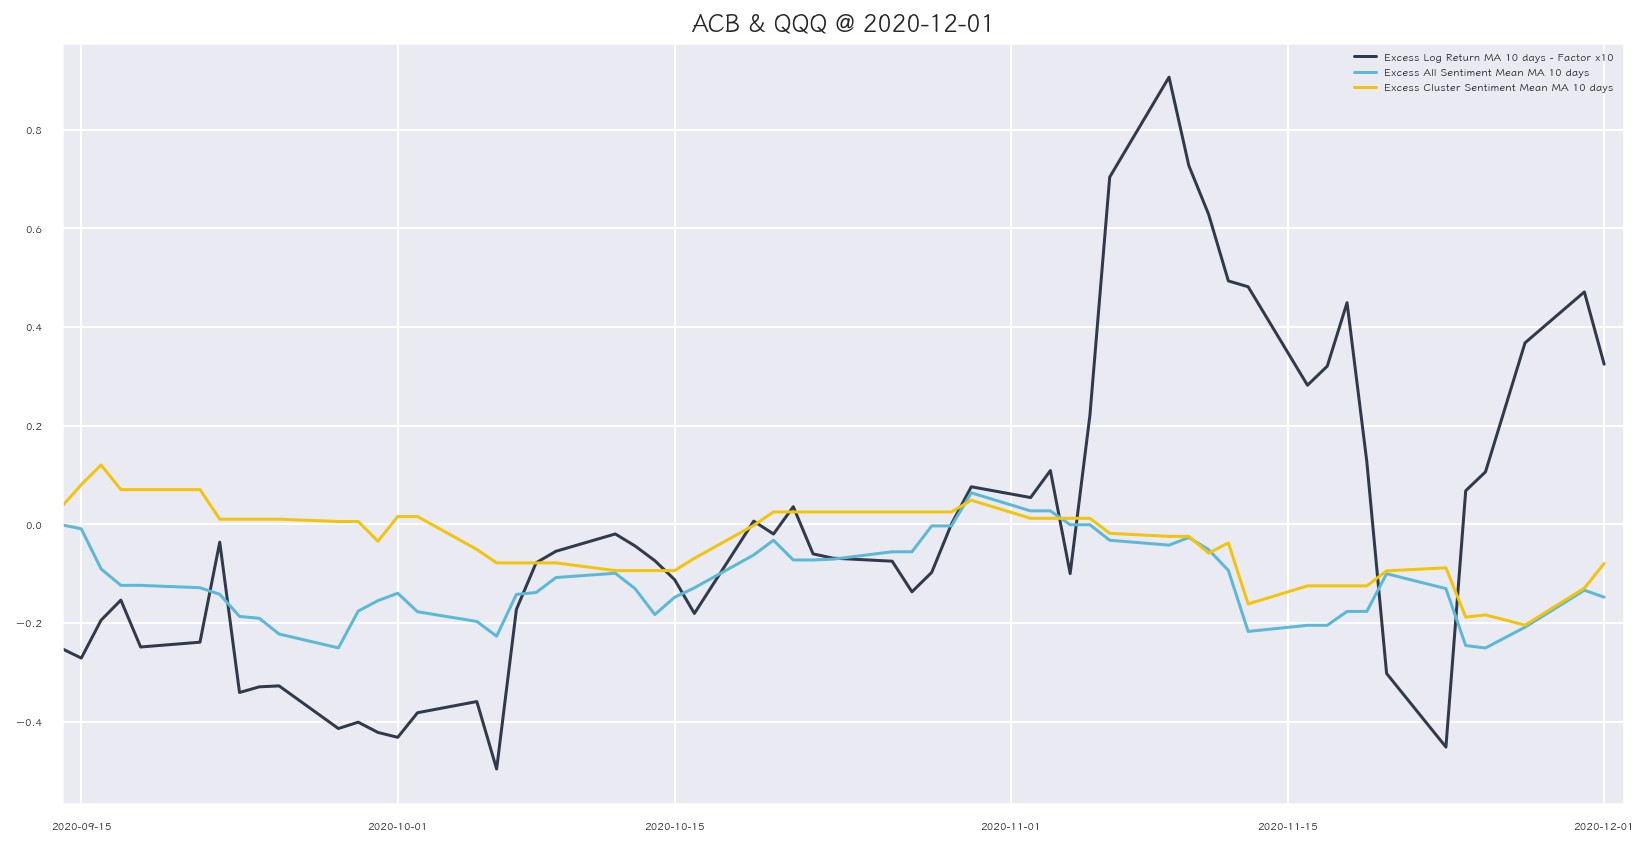 ACB & QQQ @ 2020-12-01
Excess Log Return MA 10 days - Factor x10
Excess All Sentiment Mean MA 10 days
Excess Cluster Sentiment Mean MA 10 days
0.8
0.6
0.4
0.2
0.0
−0.2
−0.4
2020-09-15 2020-10-01 2020-10-15 2020-11-01 2020-11-15 2020-12-01